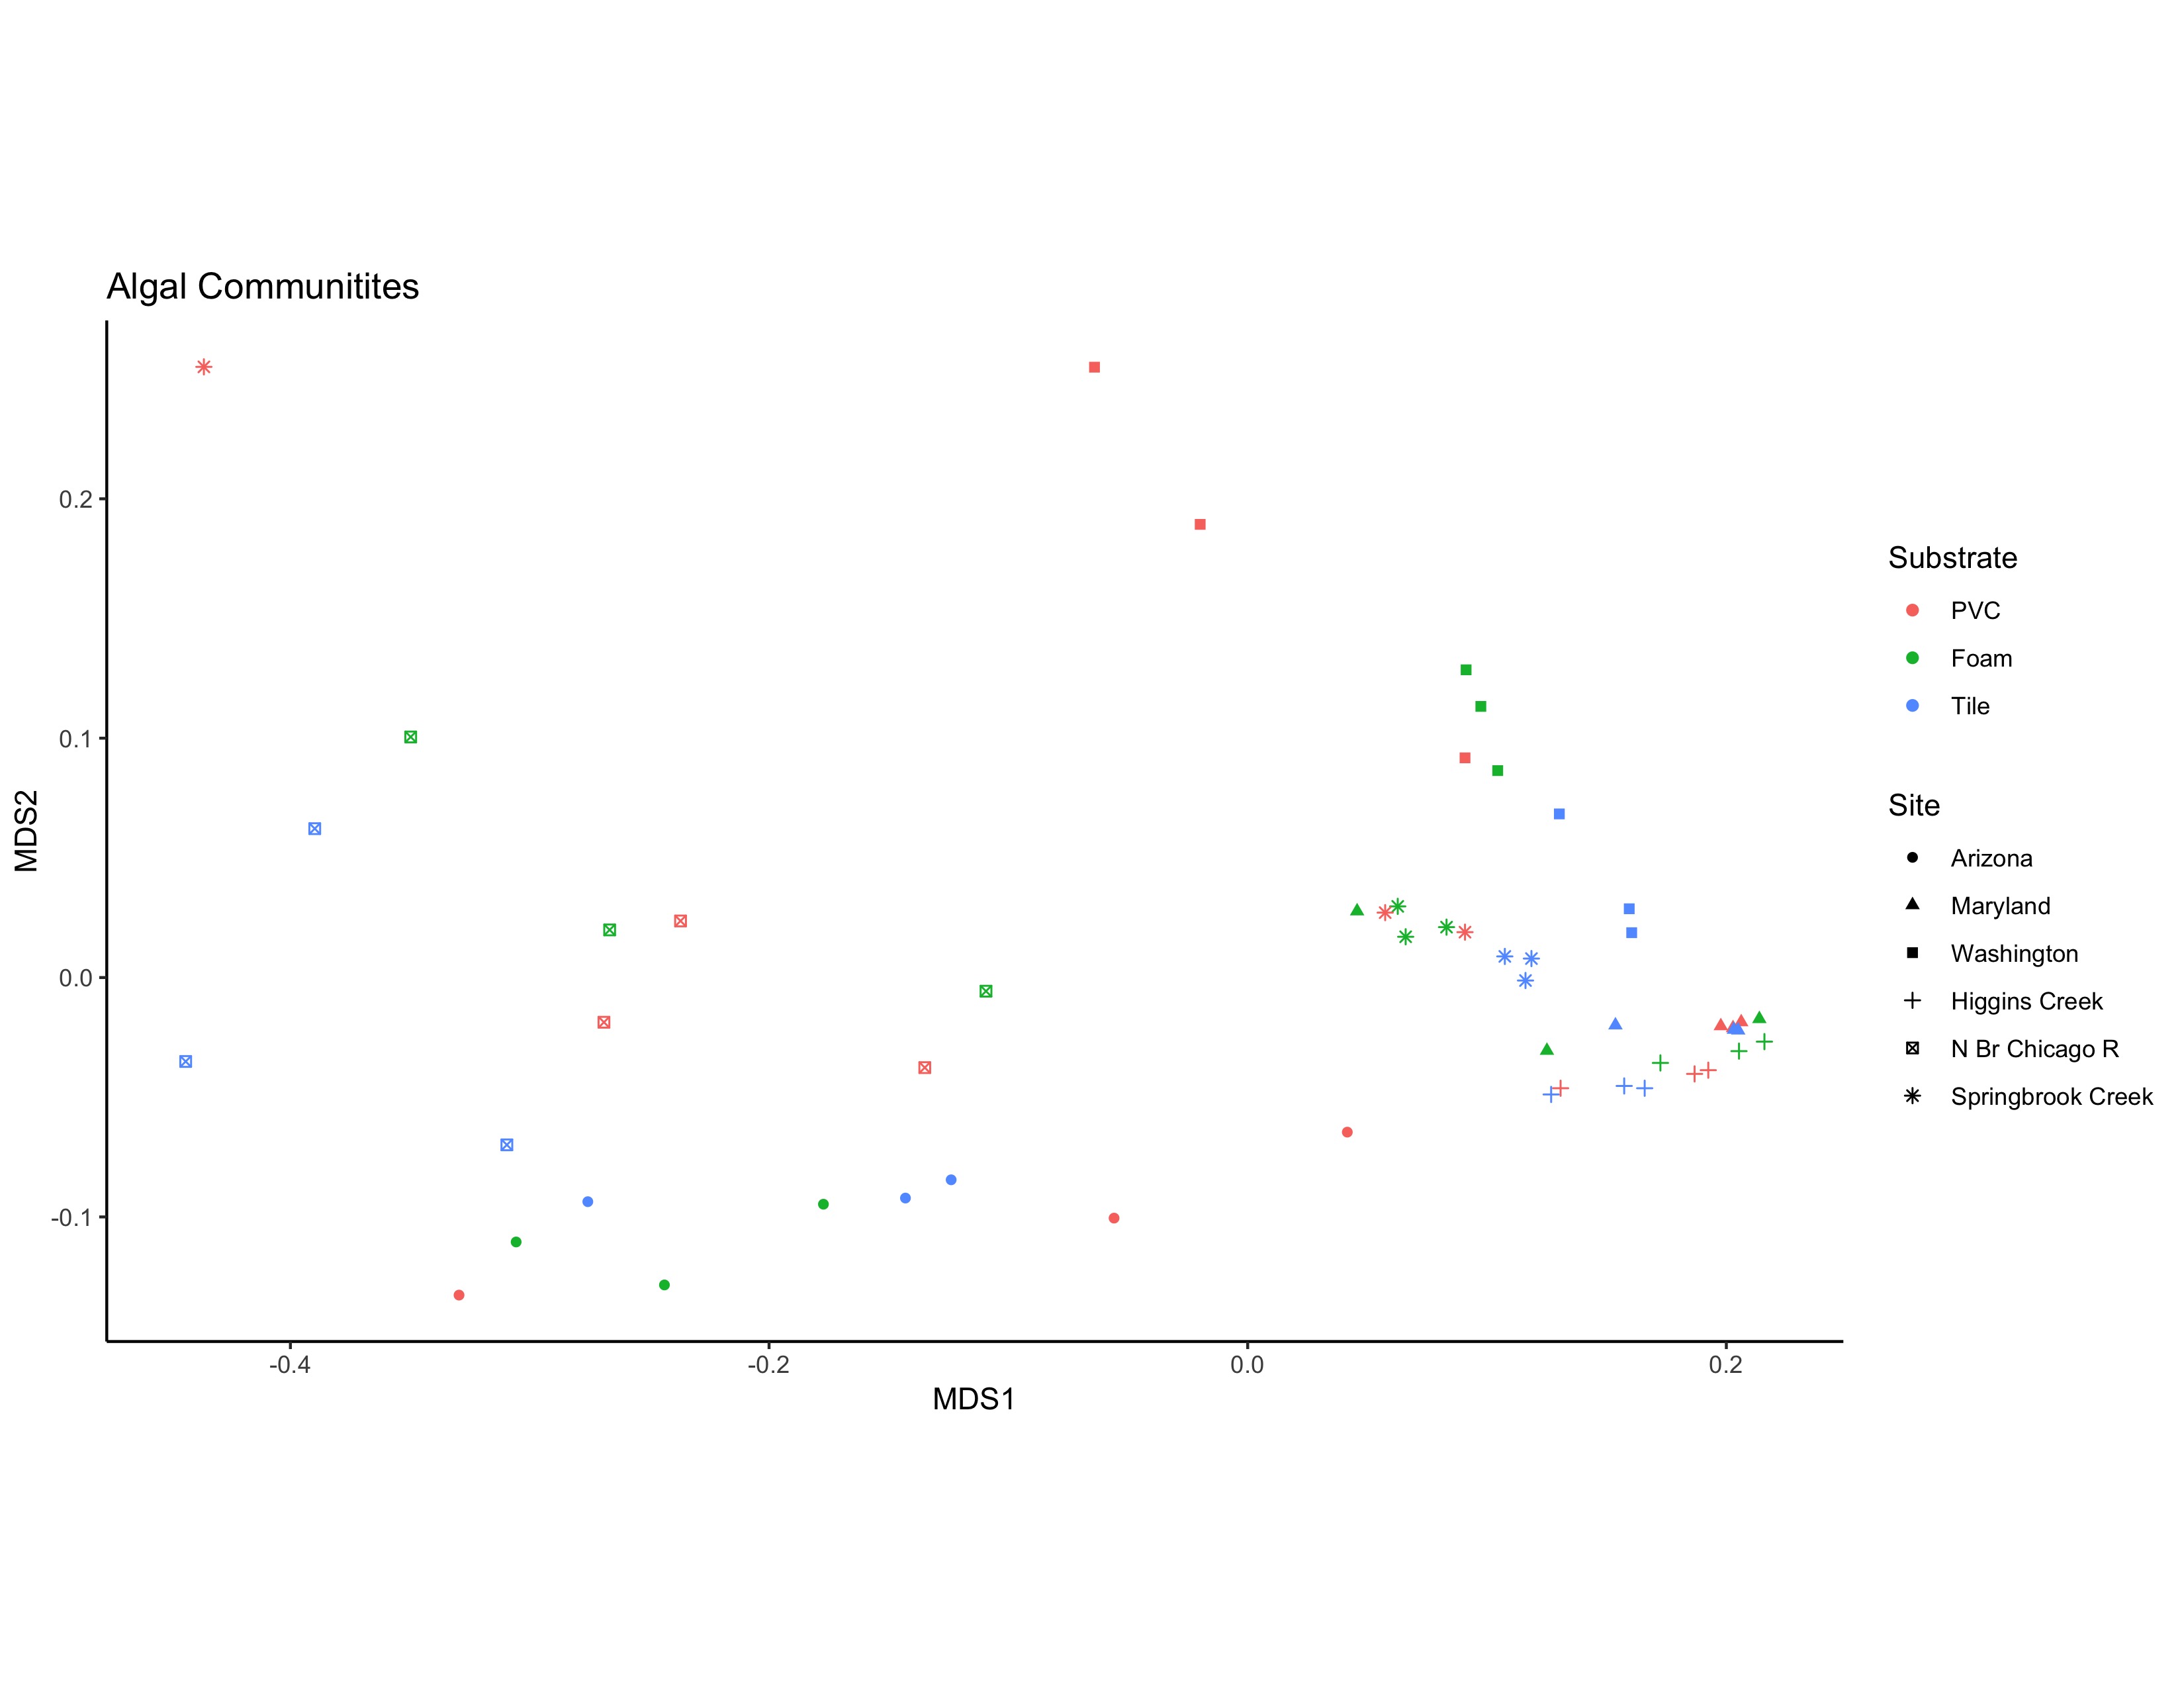 Algal Communitites
MDS2
0.2
0.1
0.0
-0.1
-0.4
-0.2
0.0
0.2
MDS1
Substrate
PVC
Foam
Tile
Site
Arizona
Maryland
Washington
Higgins Creek
N Br Chicago R
Springbrook Creek